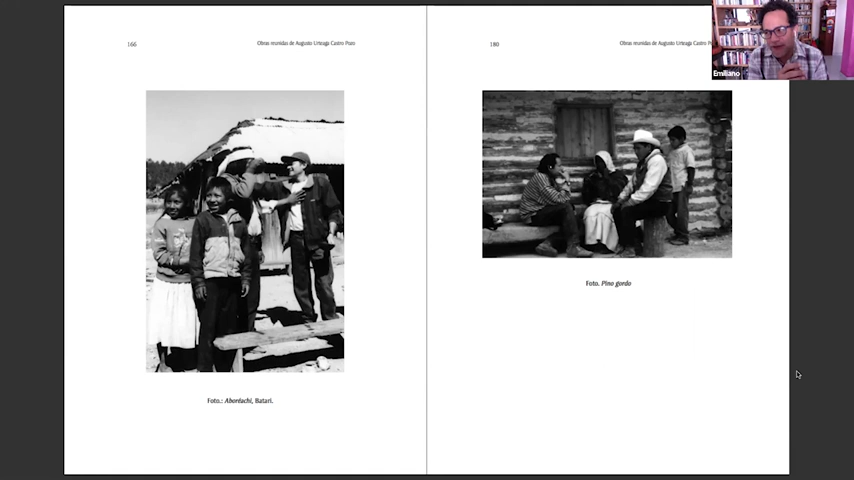 166
Obras reunidas de Augusto Urteaga Castro Pozo
Foto.: Aboréachi, Batari.
180
Obras reunidas de Augusto Urteaga Castro P
Foto. Pino gordo
Emiliano